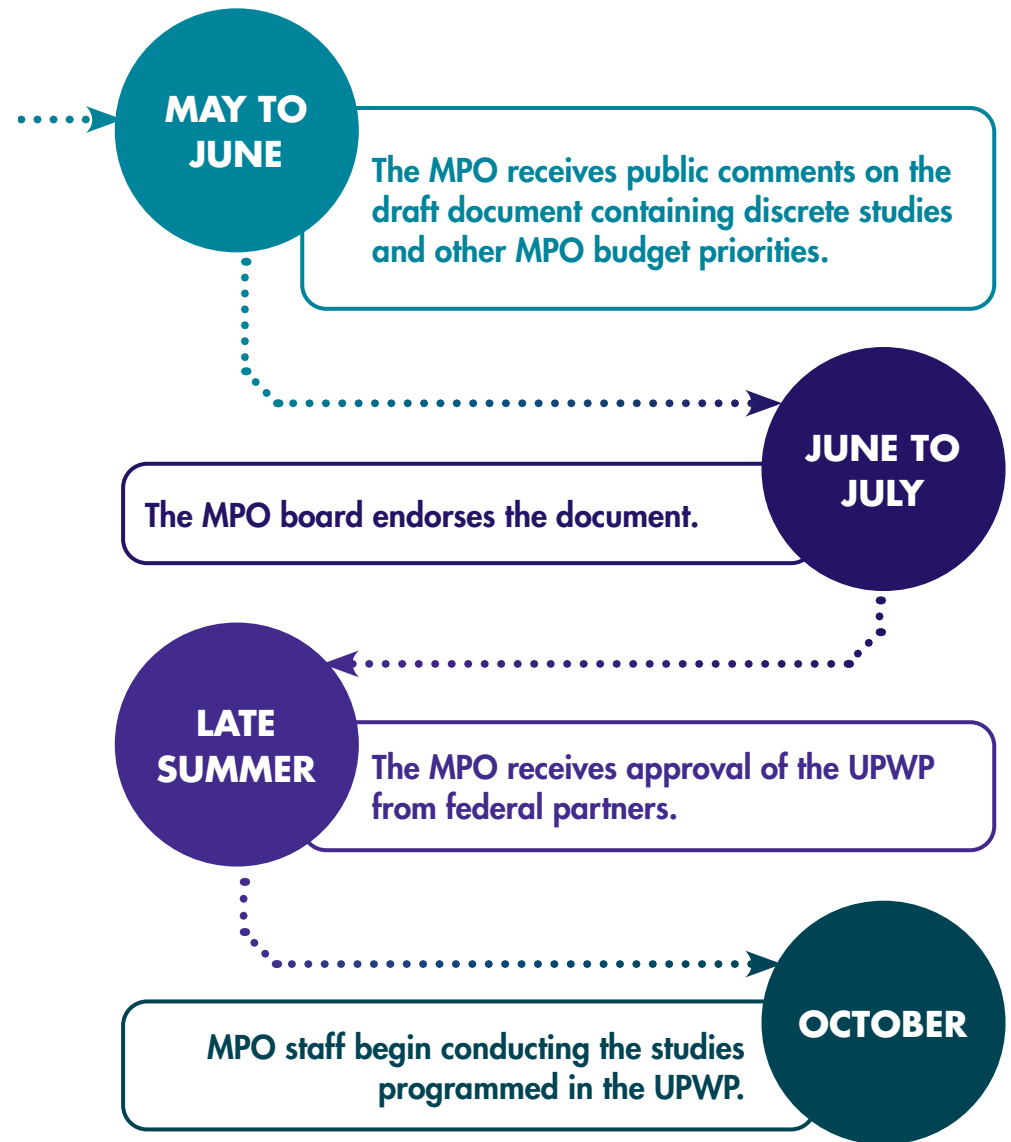 MAY TO
JUNE
The MPO receives public comments on the
draft document containing discrete studies
and other MPO budget priorities.
JUNE TO
JULY
The MPO board endorses the document.
LATE
SUMMER
The MPO receives approval of the UPWP
from federal partners.
OCTOBER
MPO staff begin conducting the studies
programmed in the UPWP.